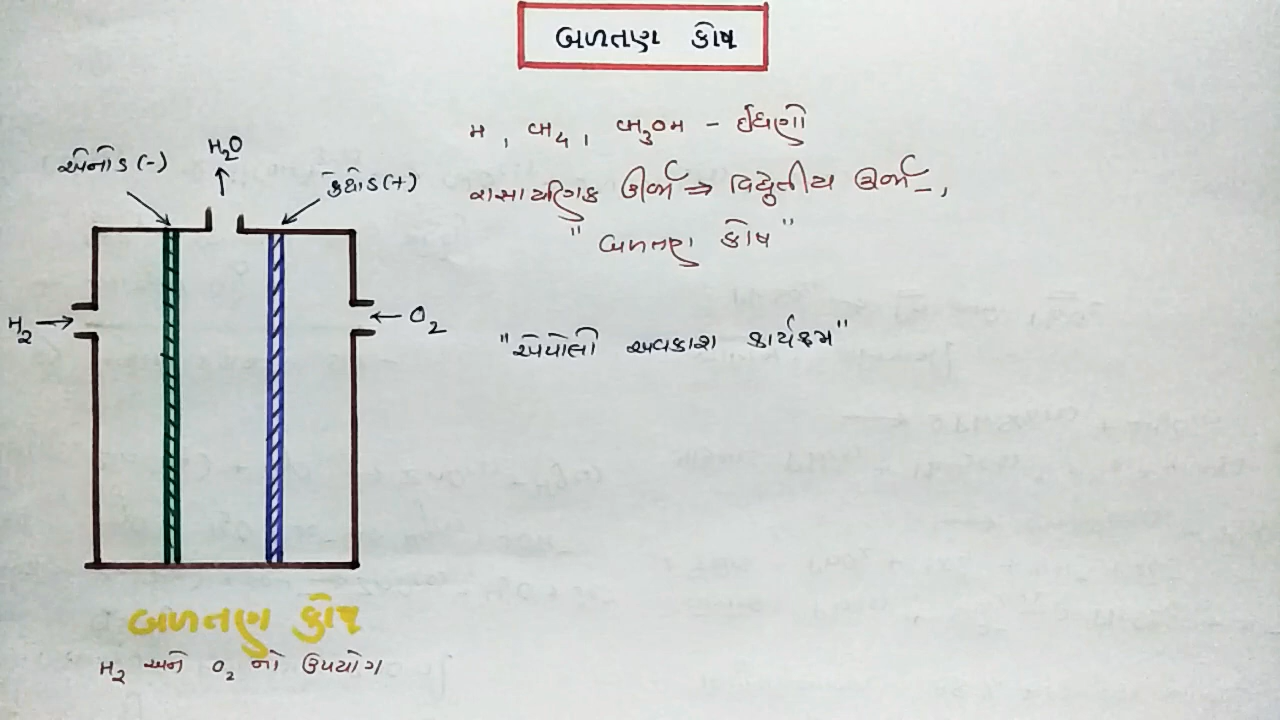 બળતણ કોષ
H, CH4, CH3OH - ઈંધણો
રાસાયણિક ઊર્જા ⇒ વિદ્યુતીય ઊર્જા -,
"બળતણ કોષ"
"એપોલો અવકાશ કાર્યક્રમ"
H2O
એનોડ (-)
કેથોડ (+)
H2
O2
બળતણ કોષ
H2 અને O2 નો ઉપયોગ